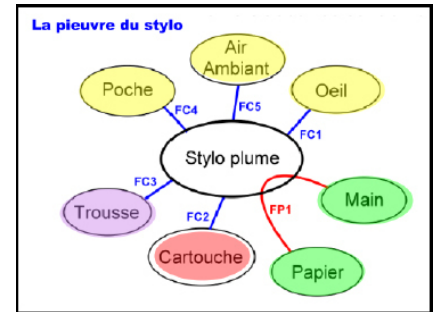 La pieuvre du stylo
Air
Ambiant
Poche
Oeil
FC4
FC5
FC1
Stylo plume
FC3
FC2
FP1
Trousse
Main
Cartouche
Papier